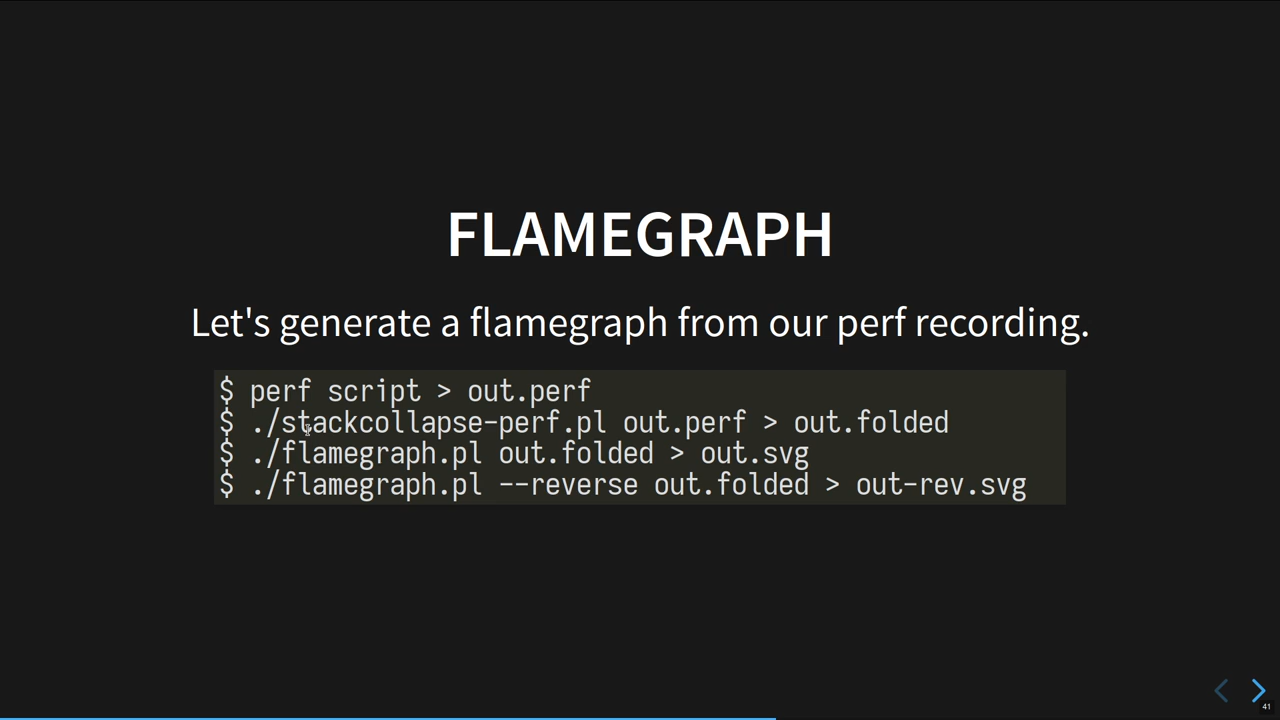 FLAMEGRAPH
Let's generate a flamegraph from our perf recording.
$ perf script > out.perf
$ ./stackcollapse-perf.pl out.perf > out.folded
$ ./flamegraph.pl out.folded > out.svg
$ ./flamegraph.pl --reverse out.folded > out-rev.svg
41